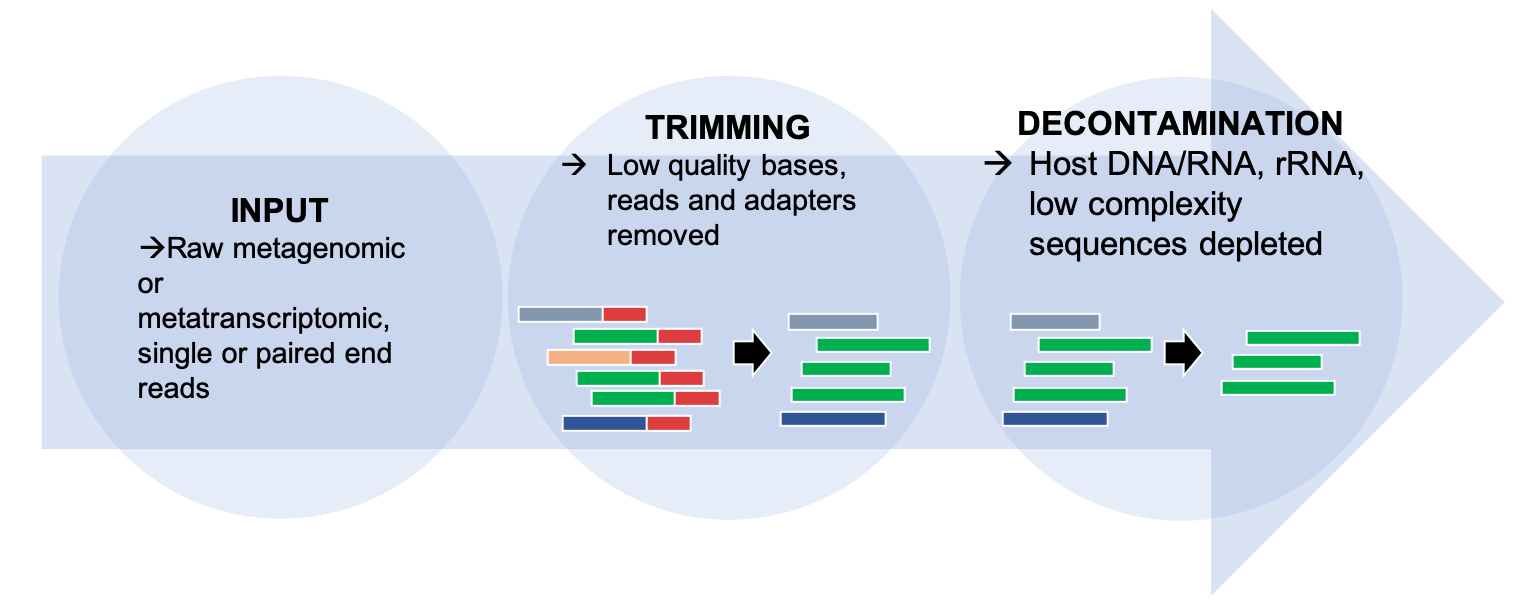 INPUT
→Raw metagenomic
or
metatranscriptomic,
single or paired end
reads
TRIMMING
→ Low quality bases,
reads and adapters
removed
DECONTAMINATION
→ Host DNA/RNA, rRNA,
low complexity
sequences depleted